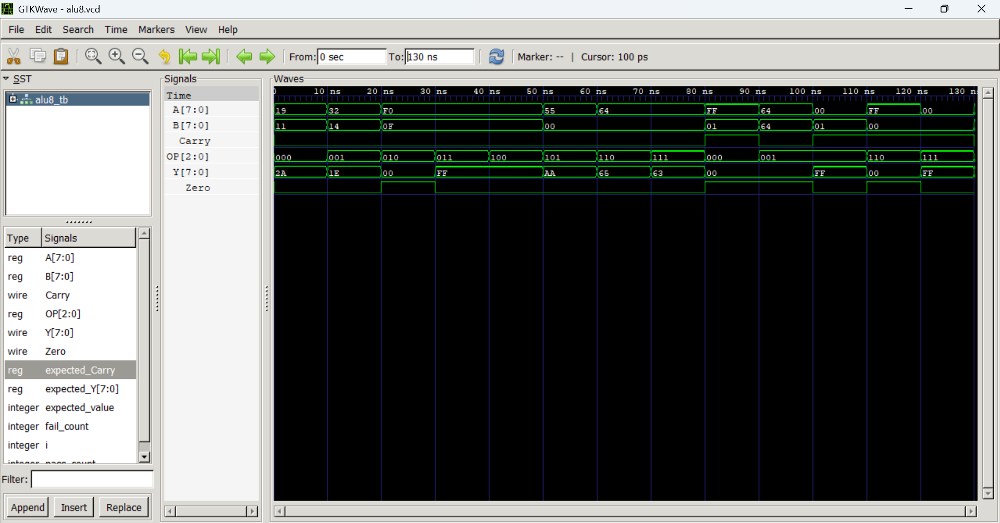 GTKWave - alu8.vcd
File Edit Search Time Markers View Help
From: 0 sec To: 130 ns Marker: -- | Cursor: 100 ps
SST
alu8_tb
Type Signals
reg A[7:0]
reg B[7:0]
wire Carry
reg OP[2:0]
wire Y[7:0]
wire Zero
reg expected_Carry
reg expected_Y[7:0]
integer expected_value
integer fail_count
integer i
integer pass_count
Filter:
Append Insert Replace
Signals
Time
A[7:0]
B[7:0]
Carry
OP[2:0]
Y[7:0]
Zero
Waves
10 ns 20 ns 30 ns 40 ns 50 ns 60 ns 70 ns 80 ns 90 ns 100 ns 110 ns 120 ns 130 n
19 32 F0 55 64 FF 64 00 FF 00
11 14 0F 00 01 64 01 00
000 001 010 011 100 101 110 111 000 001 110 111
2A 1E 00 FF AA 65 63 00 FF 00 FF